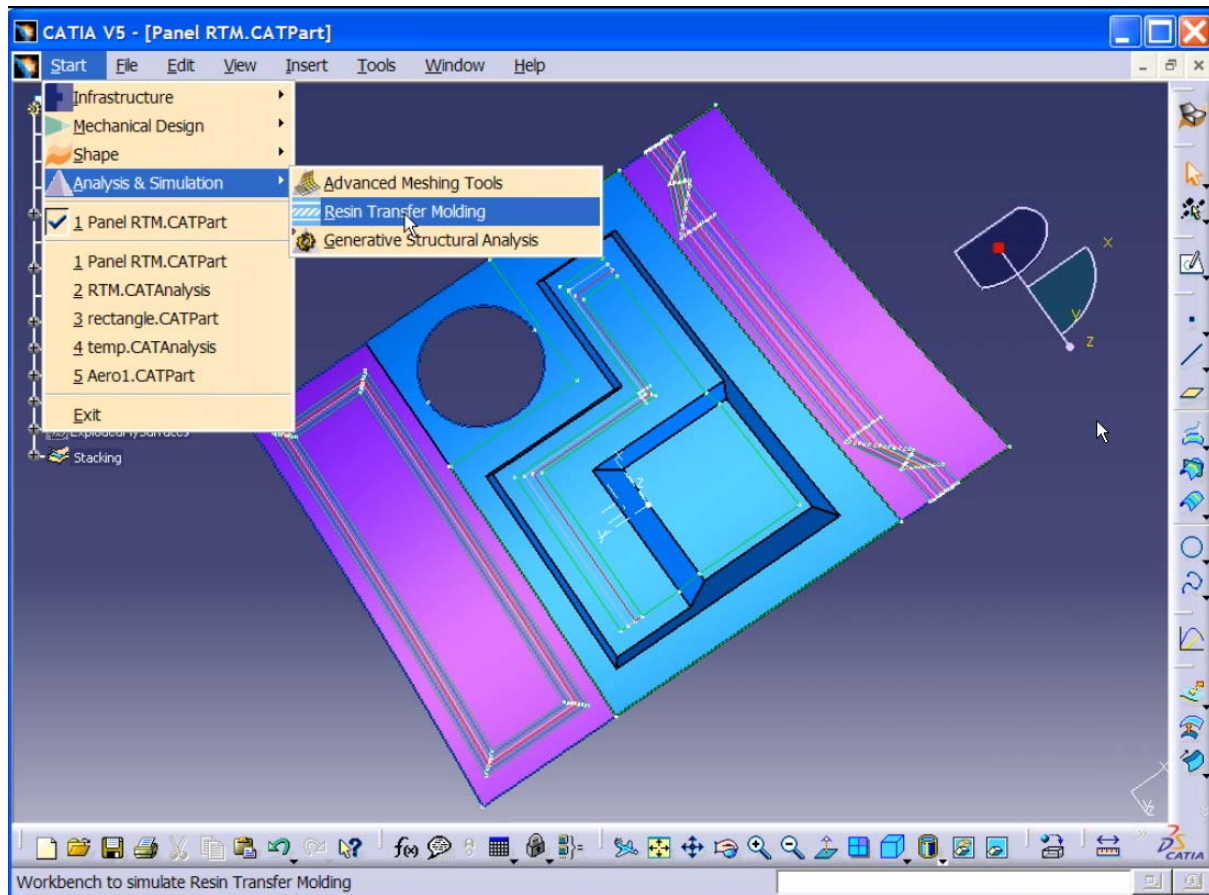 CATIA V5 - [Panel RTM.CATPart]
Start File Edit View Insert Tools Window Help
Infrastructure
Mechanical Design
Shape
Analysis & Simulation
Advanced Meshing Tools
Resin Transfer Molding
Generative Structural Analysis
1 Panel RTM.CATPart
1 Panel RTM.CATPart
2 RTM.CATAnalysis
3 rectangle.CATPart
4 temp.CATAnalysis
5 Aero1.CATPart
Exit
Stacking
x
y
z
f(x)
CATIA
Workbench to simulate Resin Transfer Molding